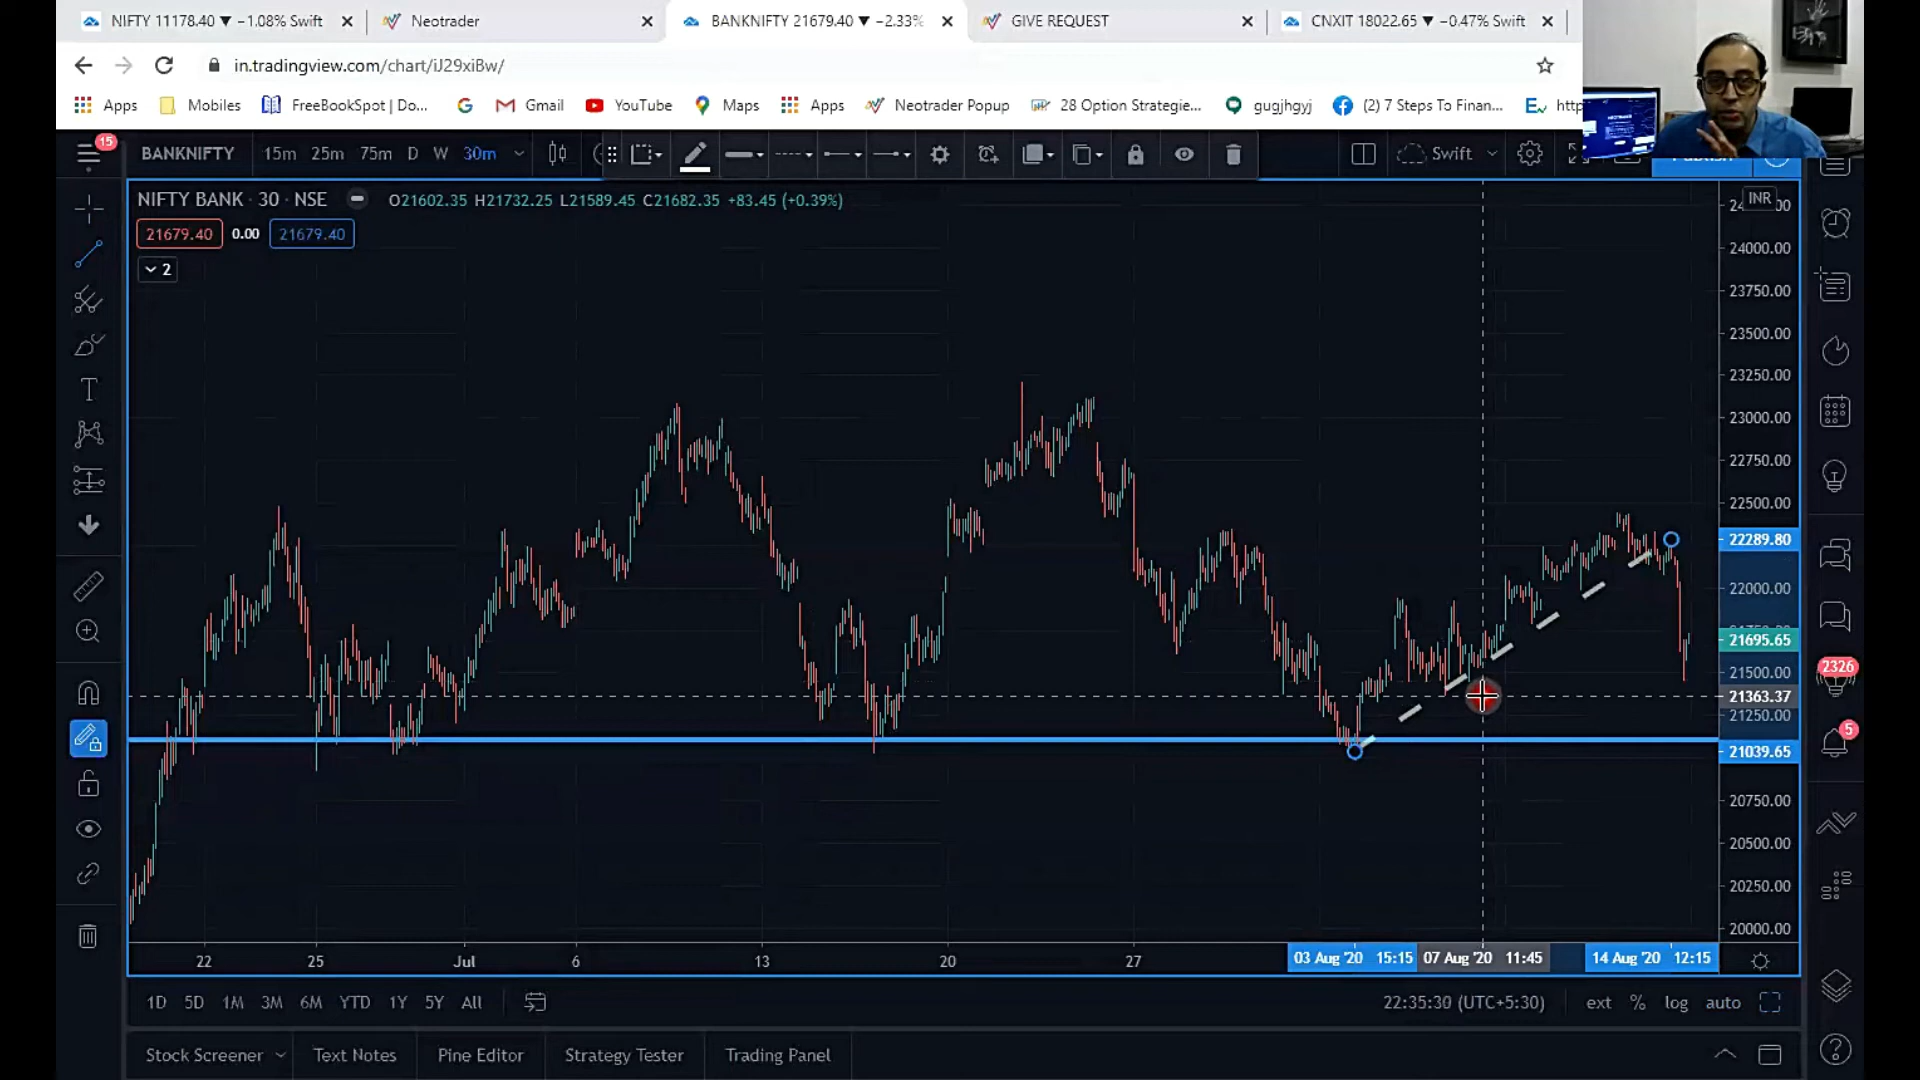 NIFTY 11178.40 ▼ −1.08% Swift
Neotrader
BANKNIFTY 21679.40 ▼ −2.33%
GIVE REQUEST
CNXIT 18022.65 ▼ −0.47% Swift
in.tradingview.com/chart/iJ29xiBw/
Apps
Mobiles
FreeBookSpot | Do...
Gmail
YouTube
Maps
Apps
Neotrader Popup
28 Option Strategie...
gugjhgyj
(2) 7 Steps To Finan...
http
15
BANKNIFTY
15m 25m 75m D W 30m
Swift
NIFTY BANK · 30 · NSE
O21602.35 H21732.25 L21589.45 C21682.35 +83.45 (+0.39%)
21679.40 0.00 21679.40
2
INR
24000.00
23750.00
23500.00
23250.00
23000.00
22750.00
22500.00
22289.80
22000.00
21695.65
21500.00
21363.37
21250.00
21039.65
20750.00
20500.00
20250.00
20000.00
2326
5
22 25 Jul 6 13 20 27
03 Aug '20 15:15
07 Aug '20 11:45
14 Aug '20 12:15
1D 5D 1M 3M 6M YTD 1Y 5Y All
22:35:30 (UTC+5:30)
ext % log auto
Stock Screener
Text Notes
Pine Editor
Strategy Tester
Trading Panel